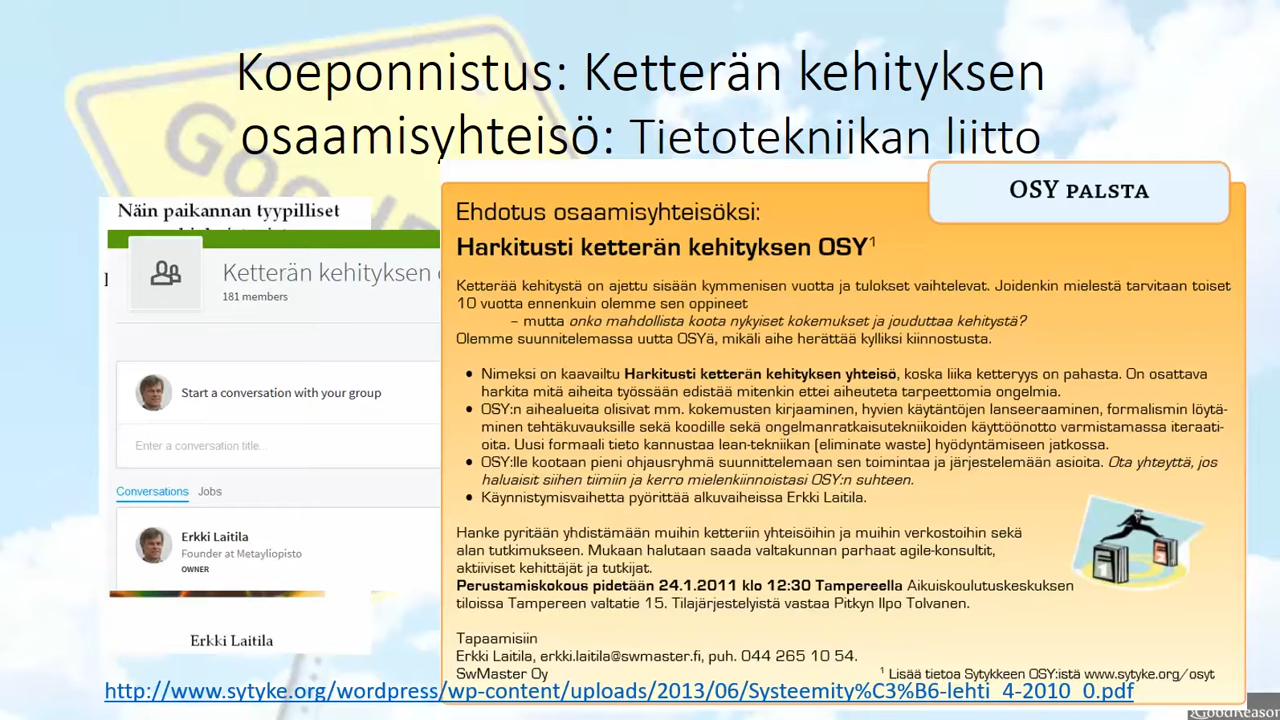 Koeponnistus: Ketterän kehityksen
osaamisyhteisö: Tietotekniikan liitto
OSY PALSTA
Näin paikannan tyypilliset
Ketterän kehityksen
181 members
Start a conversation with your group
Enter a conversation title...
Conversations Jobs
Erkki Laitila
Founder at Metayliopisto
OWNER
Erkki Laitila
Ehdotus osaamisyhteisöksi:
Harkitusti ketterän kehityksen OSY¹
Ketterää kehitystä on ajettu sisään kymmenisen vuotta ja tulokset vaihtelevat. Joidenkin mielestä tarvitaan toiset
10 vuotta ennenkuin olemme sen oppineet
– mutta onko mahdollista koota nykyiset kokemukset ja jouduttaa kehitystä?
Olemme suunnitelemassa uutta OSYä, mikäli aihe herättää kylliksi kiinnostusta.
● Nimeksi on kaavailtu Harkitusti ketterän kehityksen yhteisö, koska liika ketteryys on pahasta. On osattava
harkita mitä aiheita työssään edistää mitenkin ettei aiheuteta tarpeettomia ongelmia.
● OSY:n aihealueita olisivat mm. kokemusten kirjaaminen, hyvien käytäntöjen lanseeraaminen, formalismin löytä-
minen tehtäkuvauksille sekä koodille sekä ongelmanratkaisutekniikoiden käyttöönotto varmistamassa iteraati-
oita. Uusi formaali tieto kannustaa lean-tekniikan (eliminate waste) hyödyntämiseen jatkossa.
● OSY:lle kootaan pieni ohjausryhmä suunnittelemaan sen toimintaa ja järjestelemään asioita. Ota yhteyttä, jos
haluaisit siihen tiimiin ja kerro mielenkiinnoistasi OSY:n suhteen.
● Käynnistymisvaihetta pyörittää alkuvaiheissa Erkki Laitila.
Hanke pyritään yhdistämään muihin ketteriin yhteisöihin ja muihin verkostoihin sekä
alan tutkimukseen. Mukaan halutaan saada valtakunnan parhaat agile-konsultit,
aktiiviset kehittäjät ja tutkijat.
Perustamiskokous pidetään 24.1.2011 klo 12:30 Tampereella Aikuiskoulutuskeskuksen
tiloissa Tampereen valtatie 15. Tilajärjestelyistä vastaa Pitkyn Ilpo Tolvanen.
Tapaamisiin
Erkki Laitila, erkki.laitila@swmaster.fi, puh. 044 265 10 54.
SwMaster Oy
¹ Lisää tietoa Sytykkeen OSY:istä www.sytyke.org/osyt
http://www.sytyke.org/wordpress/wp-content/uploads/2013/06/Systeemity%C3%B6-lehti_4-2010_0.pdf
GoodReason